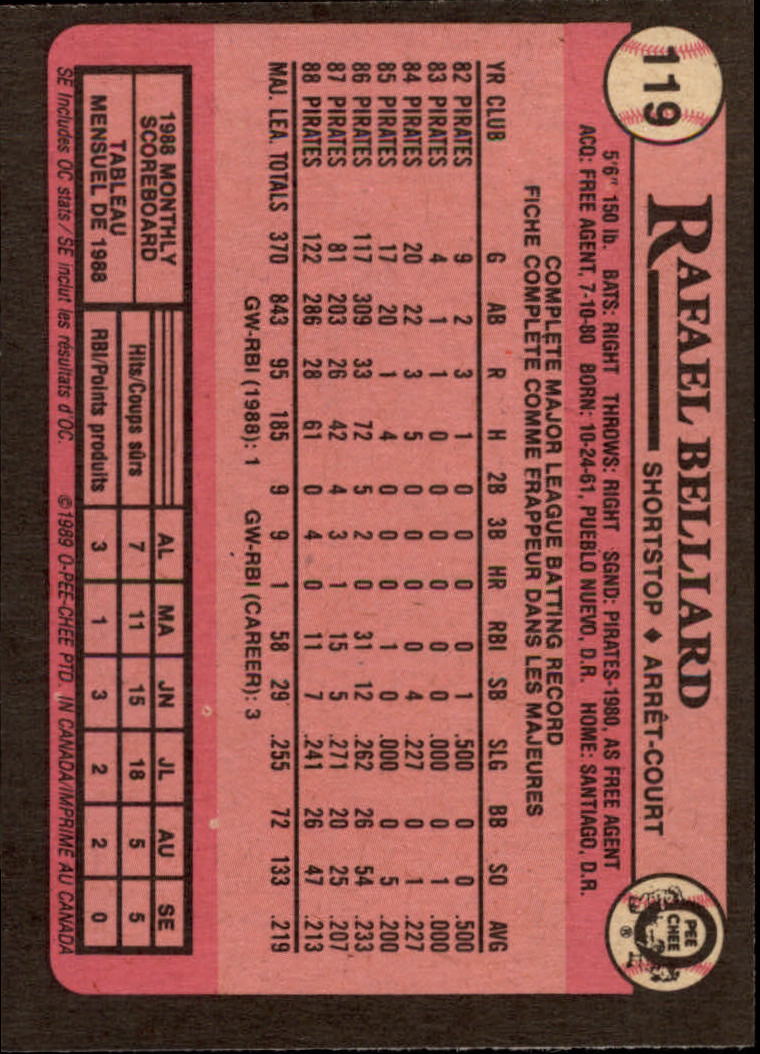 119
RAFAEL BELLIARD
SHORTSTOP ♦ ARRÊT-COURT
O
PEE
CHEE
®
5'6" 150 lb. BATS: RIGHT THROWS: RIGHT SGND: PIRATES-1980, AS FREE AGENT
ACQ: FREE AGENT, 7-10-80 BORN: 10-24-61, PUEBLO NUEVO, D.R. HOME: SANTIAGO, D.R.
COMPLETE MAJOR LEAGUE BATTING RECORD
FICHE COMPLETE COMME FRAPPEUR DANS LES MAJEURES
YR CLUB G AB R H 2B 3B HR RBI SB SLG BB SO AVG
82 PIRATES 9 2 3 1 0 0 0 0 1 .500 0 0 .500
83 PIRATES 4 1 1 0 0 0 0 0 0 .000 0 1 .000
84 PIRATES 20 22 3 5 0 0 0 0 4 .227 0 1 .227
85 PIRATES 17 20 1 4 0 0 0 1 0 .000 0 5 .200
86 PIRATES 117 309 33 72 5 2 0 31 12 .262 26 54 .233
87 PIRATES 81 203 26 42 4 3 1 15 5 .271 20 25 .207
88 PIRATES 122 286 28 61 0 4 0 11 7 .241 26 47 .213
MAJ. LEA. TOTALS 370 843 95 185 9 9 1 58 29 .255 72 133 .219
GW-RBI (1988): 1 GW-RBI (CAREER): 3
1988 MONTHLY
SCOREBOARD
TABLEAU
MENSUEL DE 1988
AL MA JN JL AU SE
Hits/Coups sûrs 7 11 15 18 5 5
RBI/Points produits 3 1 3 2 2 0
SE Includes OC stats / SE inclut les résultats d'OC. ©1989 O-PEE-CHEE PTD. IN CANADA/IMPRIMÉ AU CANADA